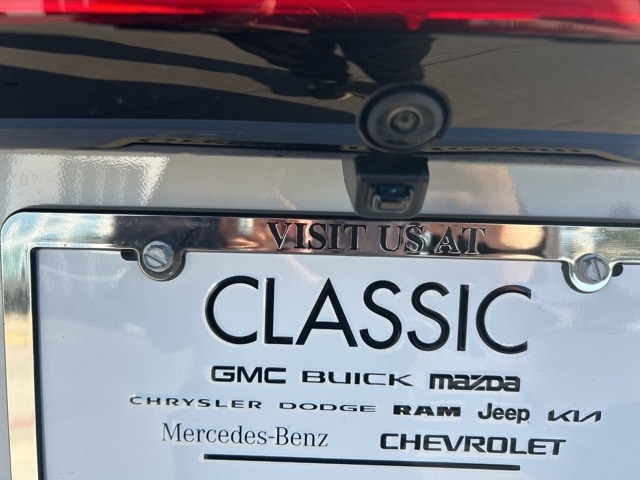 VISIT US AT
CLASSIC
GMC BUICK mazda
CHRYSLER DODGE RAM Jeep KIA
Mercedes-Benz CHEVROLET